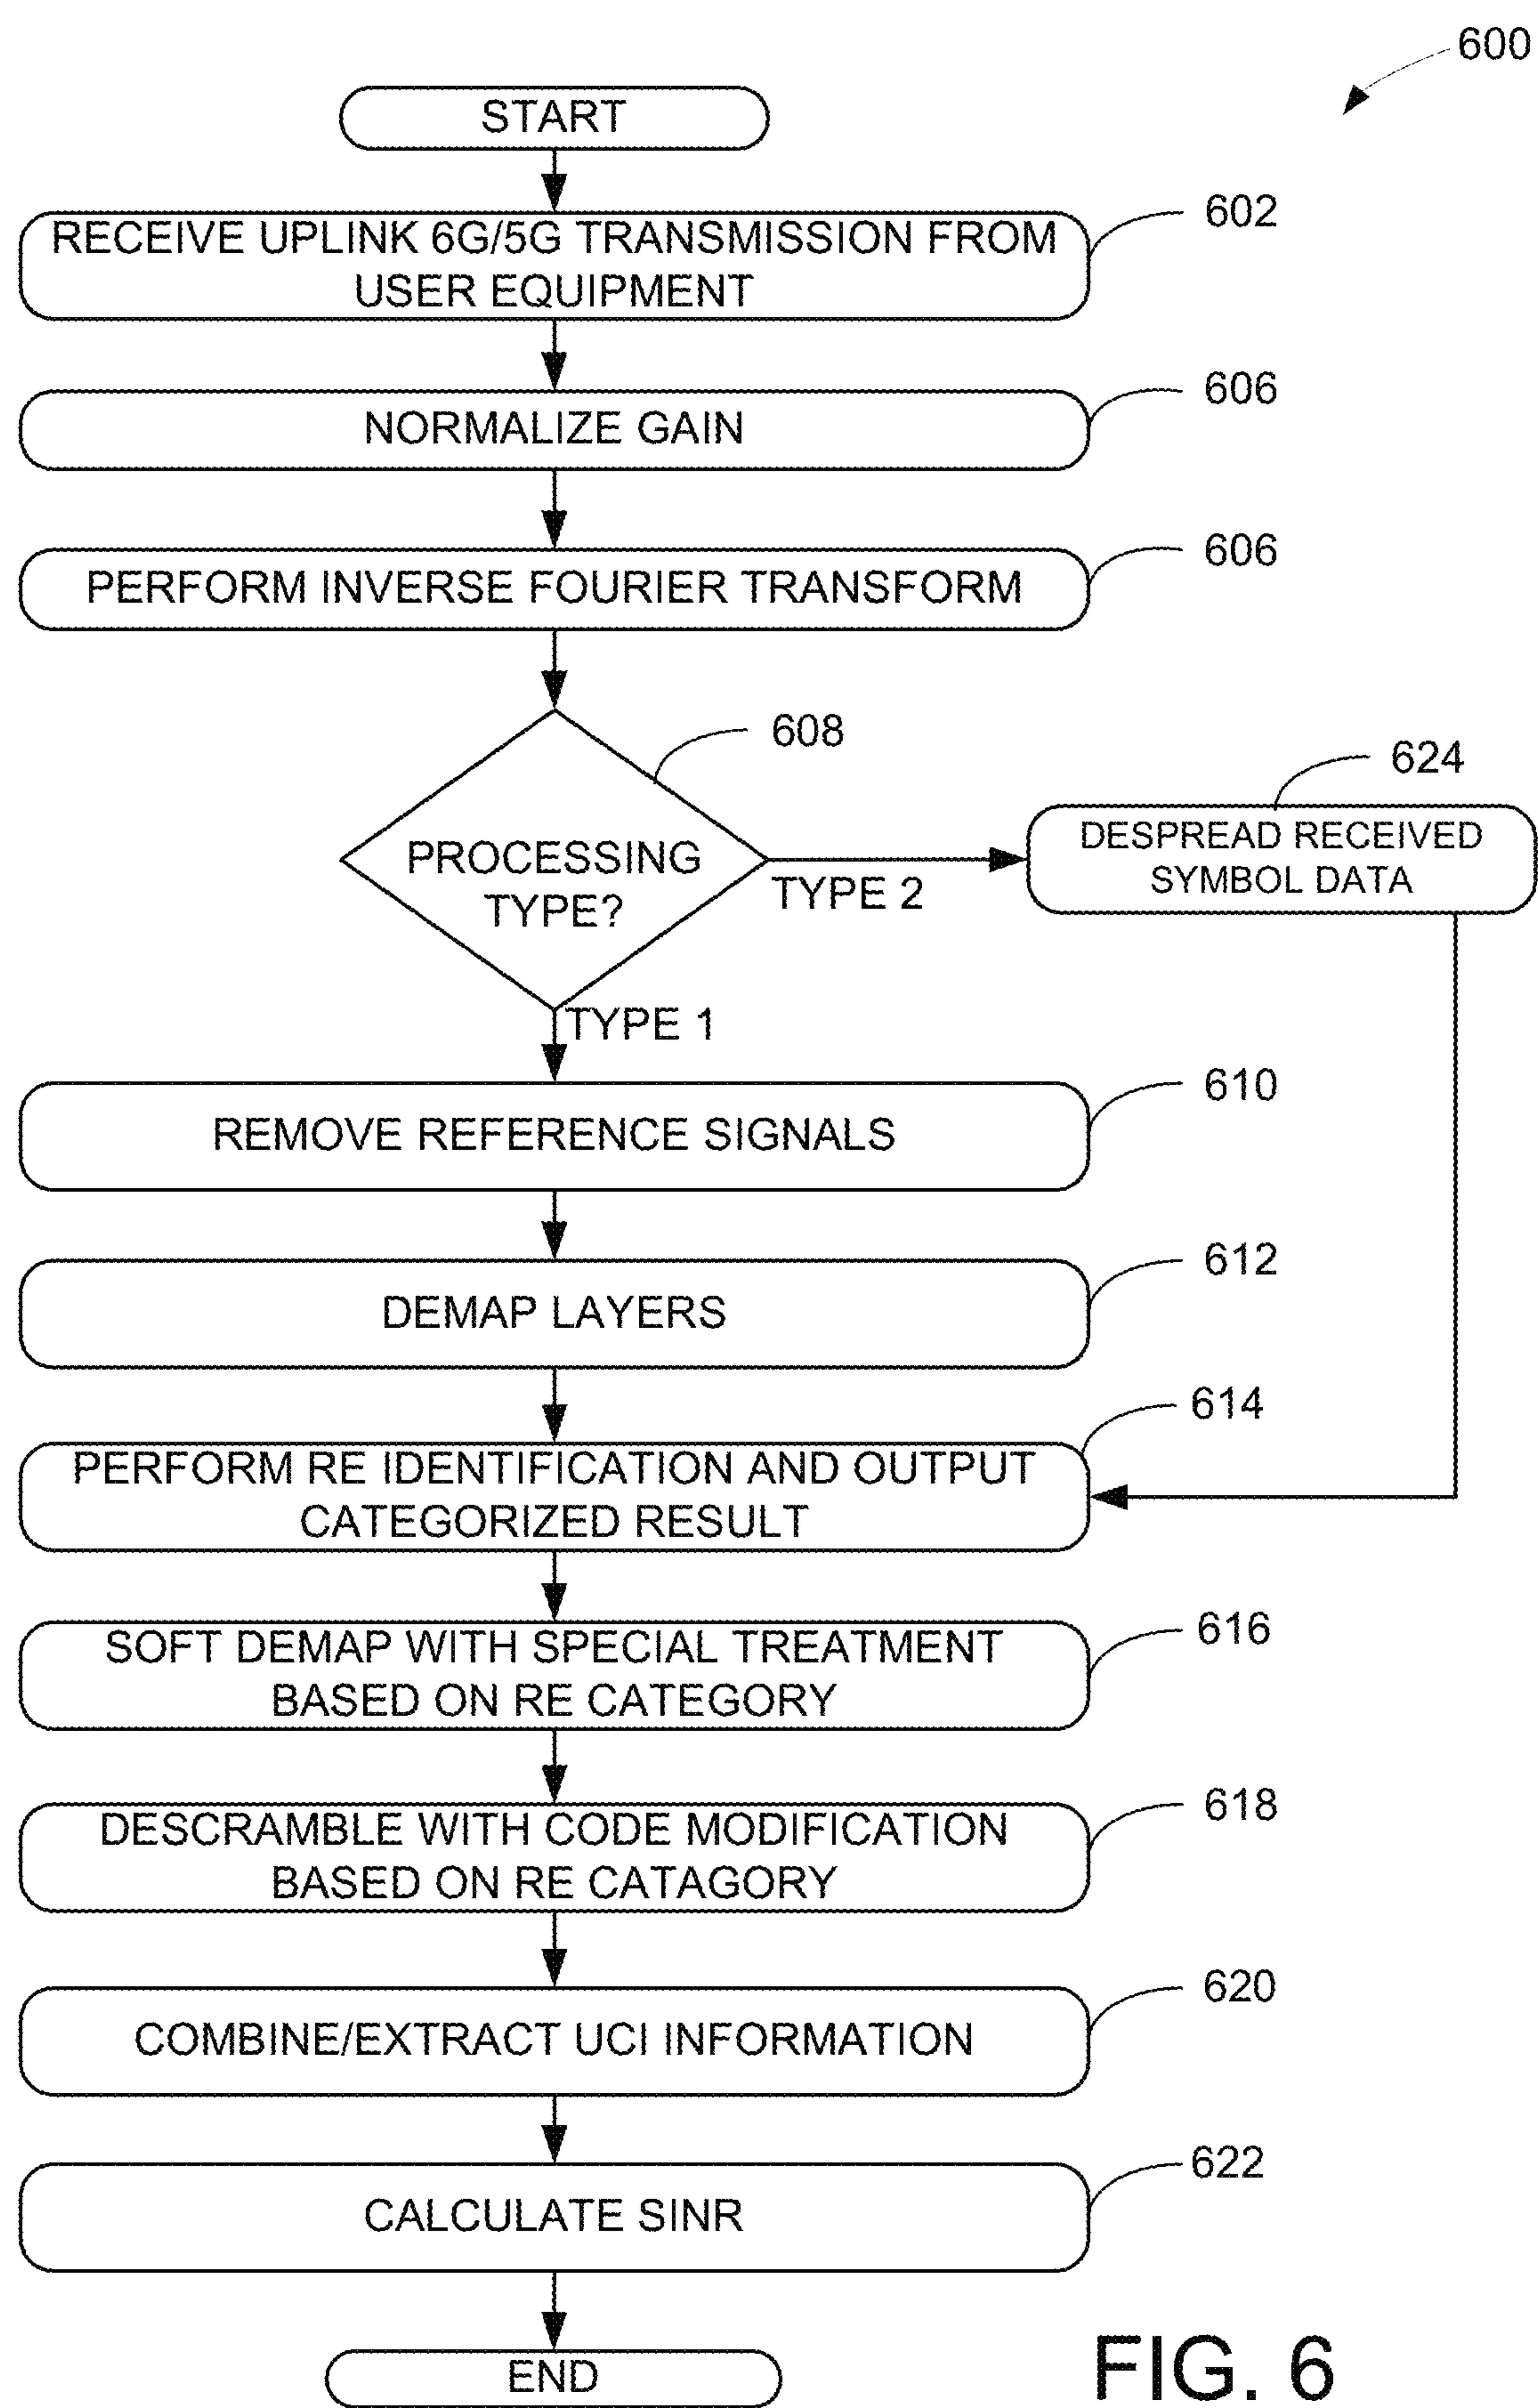 600
START
602
RECEIVE UPLINK 6G/5G TRANSMISSION FROM
USER EQUIPMENT
606
NORMALIZE GAIN
606
PERFORM INVERSE FOURIER TRANSFORM
608
PROCESSING
TYPE?
TYPE 2
624
DESPREAD RECEIVED
SYMBOL DATA
TYPE 1
610
REMOVE REFERENCE SIGNALS
612
DEMAP LAYERS
614
PERFORM RE IDENTIFICATION AND OUTPUT
CATEGORIZED RESULT
616
SOFT DEMAP WITH SPECIAL TREATMENT
BASED ON RE CATEGORY
618
DESCRAMBLE WITH CODE MODIFICATION
BASED ON RE CATAGORY
620
COMBINE/EXTRACT UCI INFORMATION
622
CALCULATE SINR
END
FIG. 6